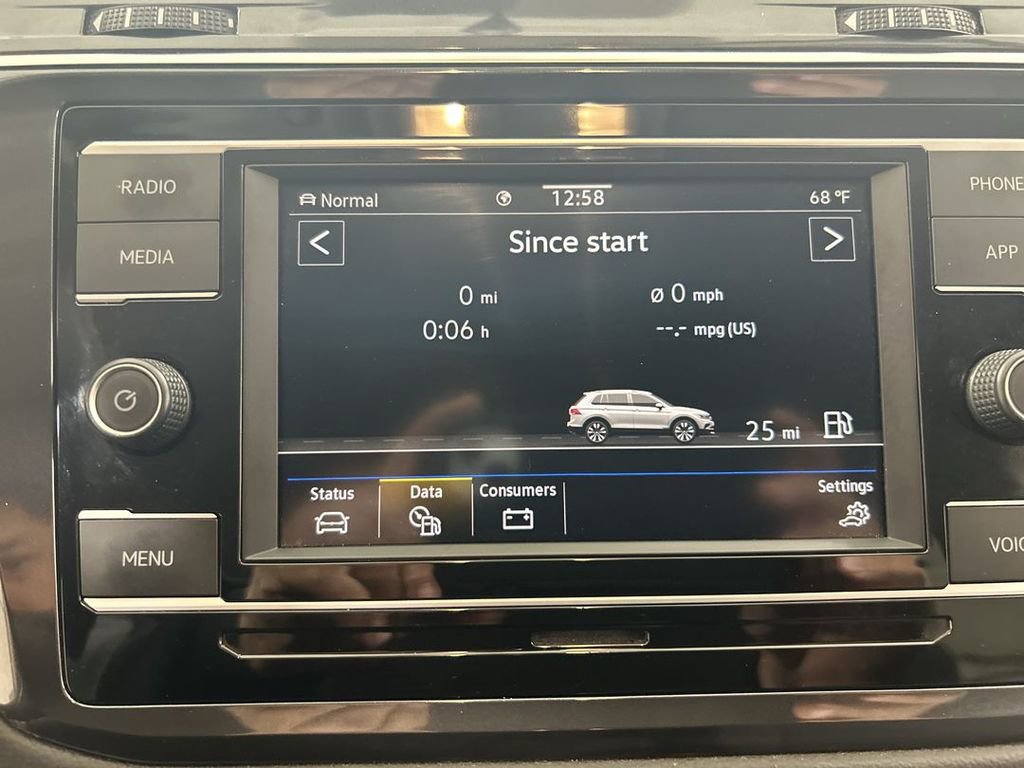 RADIO
MEDIA
MENU
Normal
12:58
68 °F
Since start
0 mi
Ø 0 mph
0:06 h
--.- mpg (US)
25 mi
Status
Data
Consumers
Settings
PHONE
APP